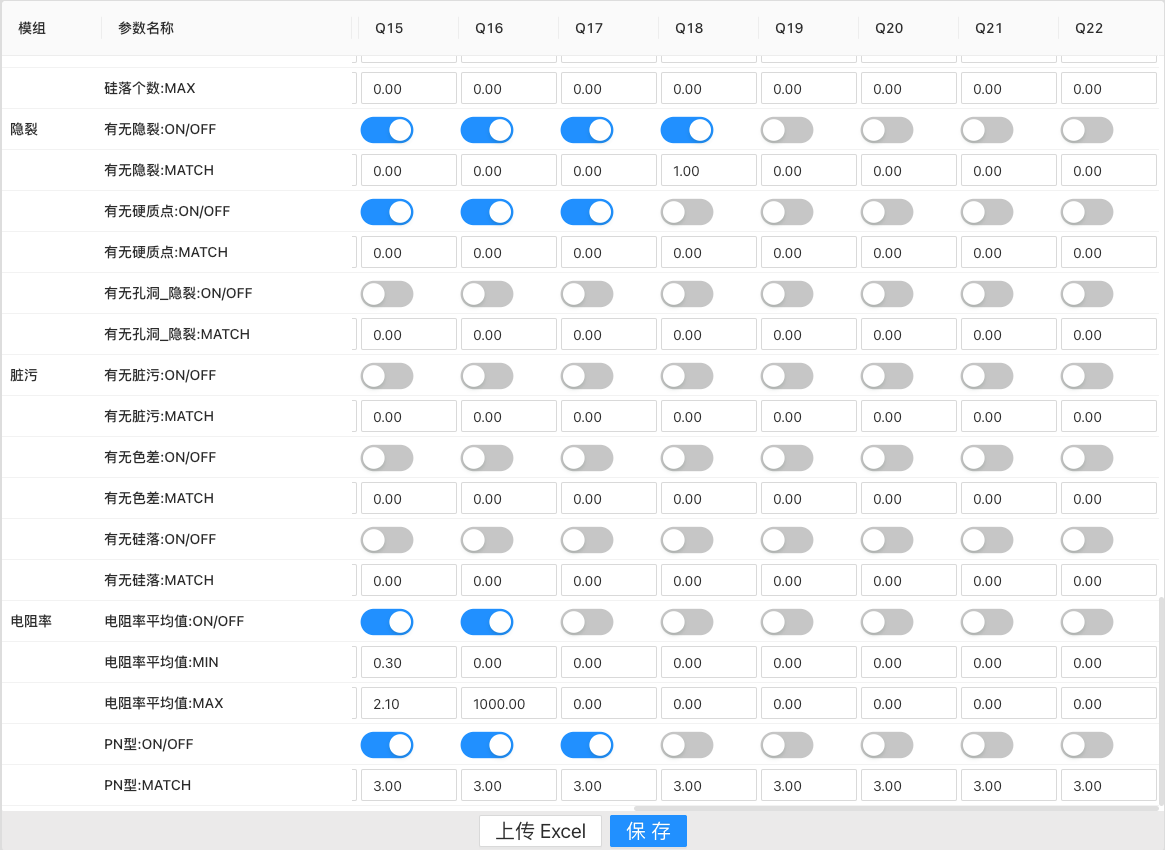 模组 参数名称 Q15 Q16 Q17 Q18 Q19 Q20 Q21 Q22
硅落个数:MAX 0.00 0.00 0.00 0.00 0.00 0.00 0.00 0.00
隐裂 有无隐裂:ON/OFF
有无隐裂:MATCH 0.00 0.00 0.00 1.00 0.00 0.00 0.00 0.00
有无硬质点:ON/OFF
有无硬质点:MATCH 0.00 0.00 0.00 0.00 0.00 0.00 0.00 0.00
有无孔洞_隐裂:ON/OFF
有无孔洞_隐裂:MATCH 0.00 0.00 0.00 0.00 0.00 0.00 0.00 0.00
脏污 有无脏污:ON/OFF
有无脏污:MATCH 0.00 0.00 0.00 0.00 0.00 0.00 0.00 0.00
有无色差:ON/OFF
有无色差:MATCH 0.00 0.00 0.00 0.00 0.00 0.00 0.00 0.00
有无硅落:ON/OFF
有无硅落:MATCH 0.00 0.00 0.00 0.00 0.00 0.00 0.00 0.00
电阻率 电阻率平均值:ON/OFF
电阻率平均值:MIN 0.30 0.00 0.00 0.00 0.00 0.00 0.00 0.00
电阻率平均值:MAX 2.10 1000.00 0.00 0.00 0.00 0.00 0.00 0.00
PN型:ON/OFF
PN型:MATCH 3.00 3.00 3.00 3.00 3.00 3.00 3.00 3.00
上传 Excel 保 存